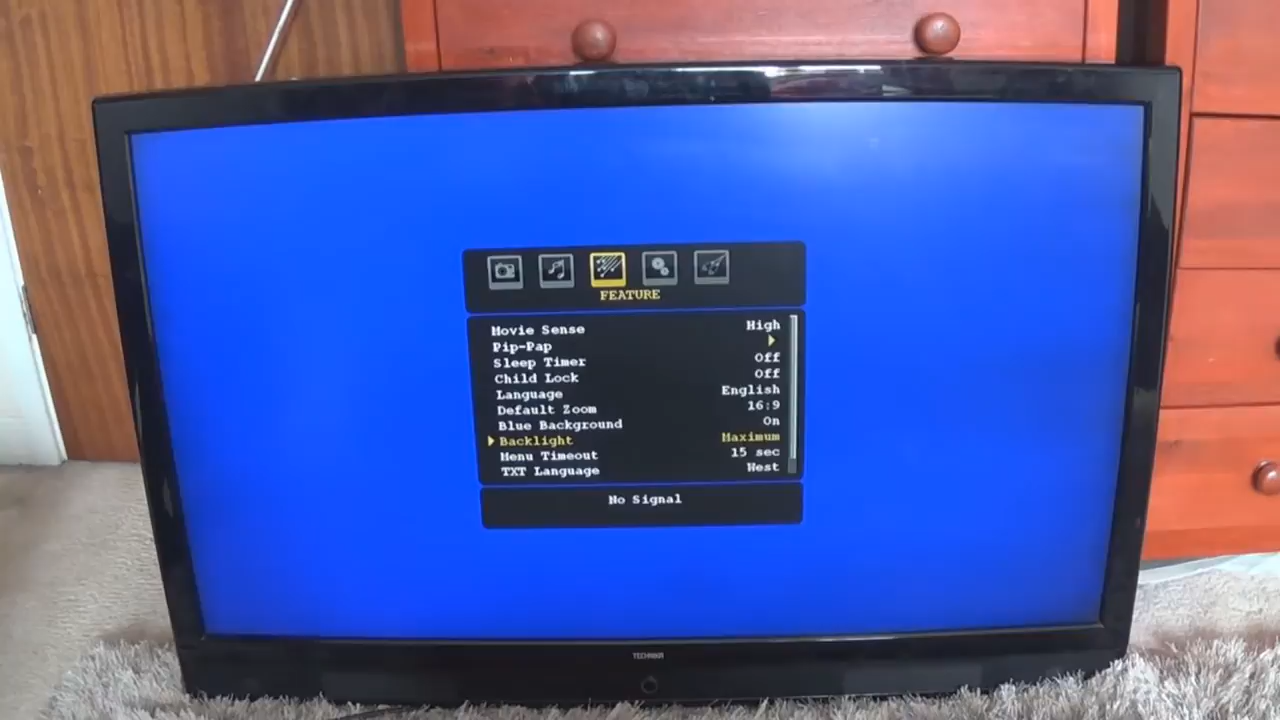 FEATURE
Movie Sense High
Pip-Pap
Sleep Timer Off
Child Lock Off
Language English
Default Zoom 16:9
Blue Background On
Backlight Maximum
Menu Timeout 15 sec
TXT Language West
No Signal
TECHNIKA